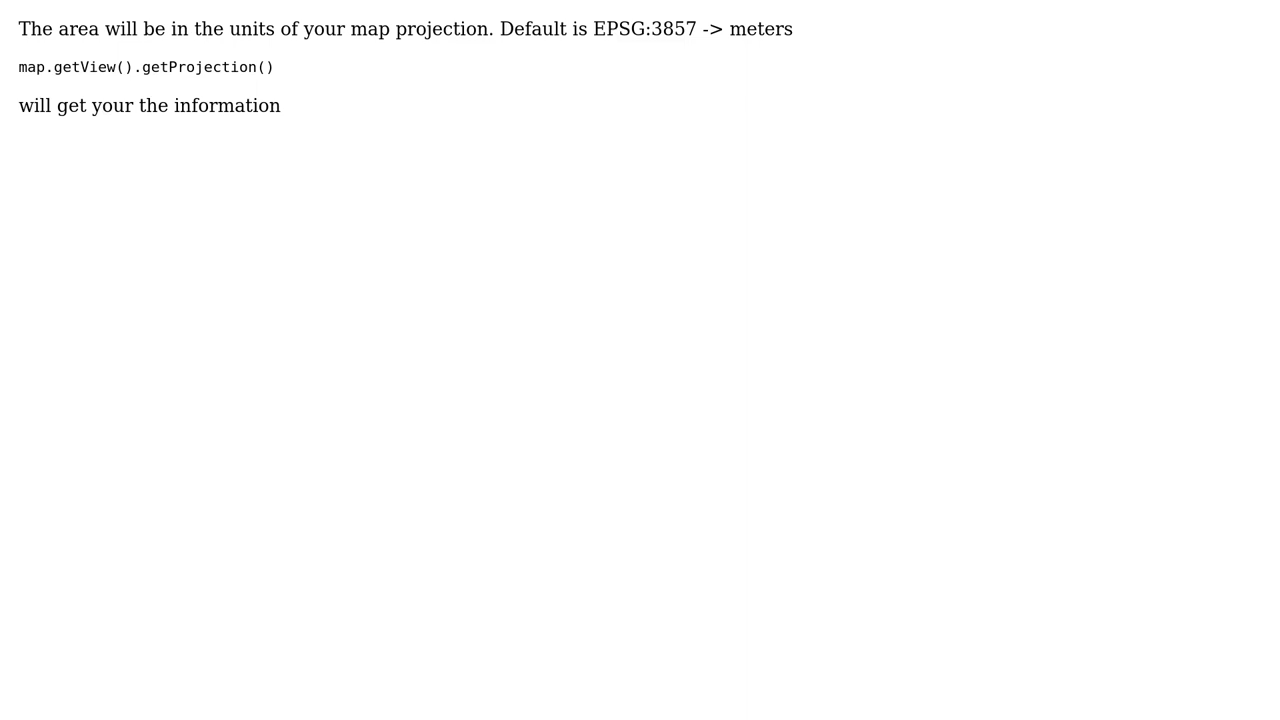 The area will be in the units of your map projection. Default is EPSG:3857 -> meters
map.getView().getProjection()
will get your the information